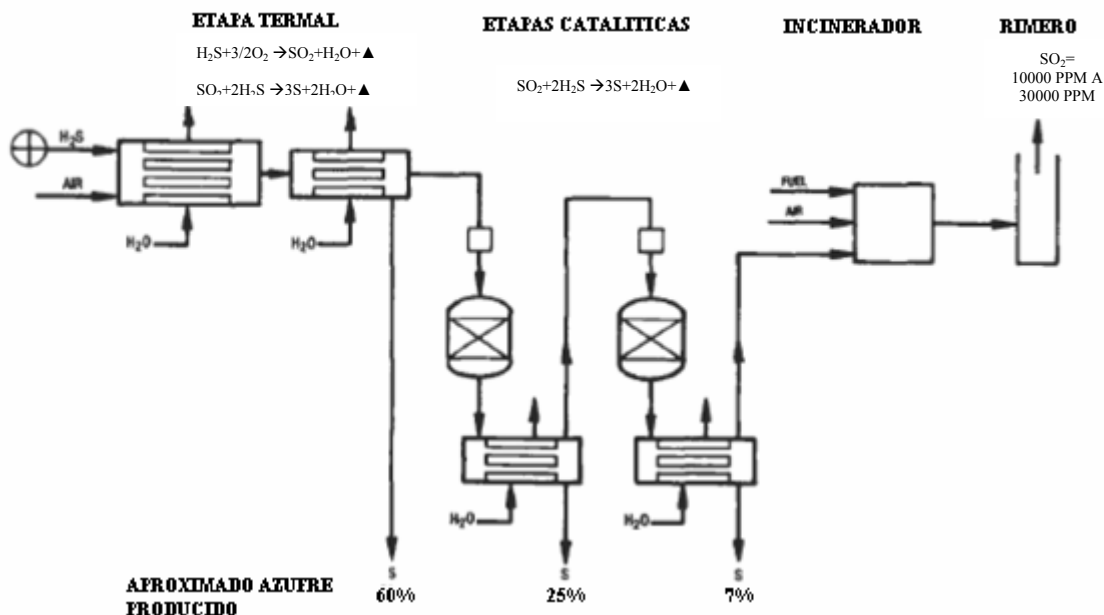 ETAPA TERMAL
H₂S+3/2O₂ →SO₂+H₂O+▲
SO₂+2H₂S →3S+2H₂O+▲
ETAPAS CATALITICAS
SO₂+2H₂S →3S+2H₂O+▲
INCINERADOR
RIMERO
SO₂=
10000 PPM A
30000 PPM
H₂S
AIR
H₂O
H₂O
FUEL
AIR
H₂O
H₂O
S
60%
S
25%
S
7%
APROXIMADO AZUFRE
PRODUCIDO